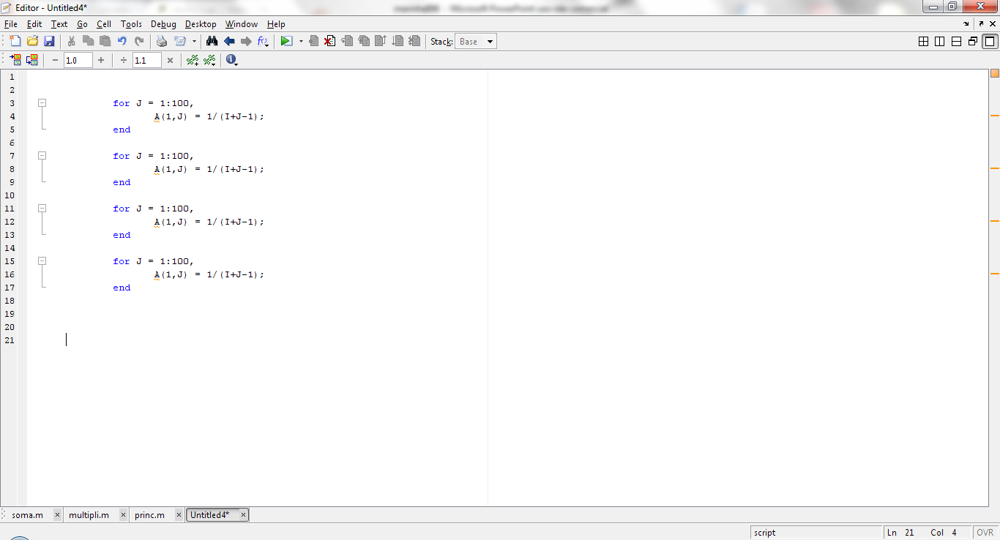 Editor - Untitled4*
File Edit Text Go Cell Tools Debug Desktop Window Help
Stack: Base
1.0 1.1
1
2
3 for J = 1:100,
4 A(1,J) = 1/(I+J-1);
5 end
6
7 for J = 1:100,
8 A(1,J) = 1/(I+J-1);
9 end
10
11 for J = 1:100,
12 A(1,J) = 1/(I+J-1);
13 end
14
15 for J = 1:100,
16 A(1,J) = 1/(I+J-1);
17 end
18
19
20
21
soma.m multipli.m princ.m Untitled4*
script Ln 21 Col 4 OVR